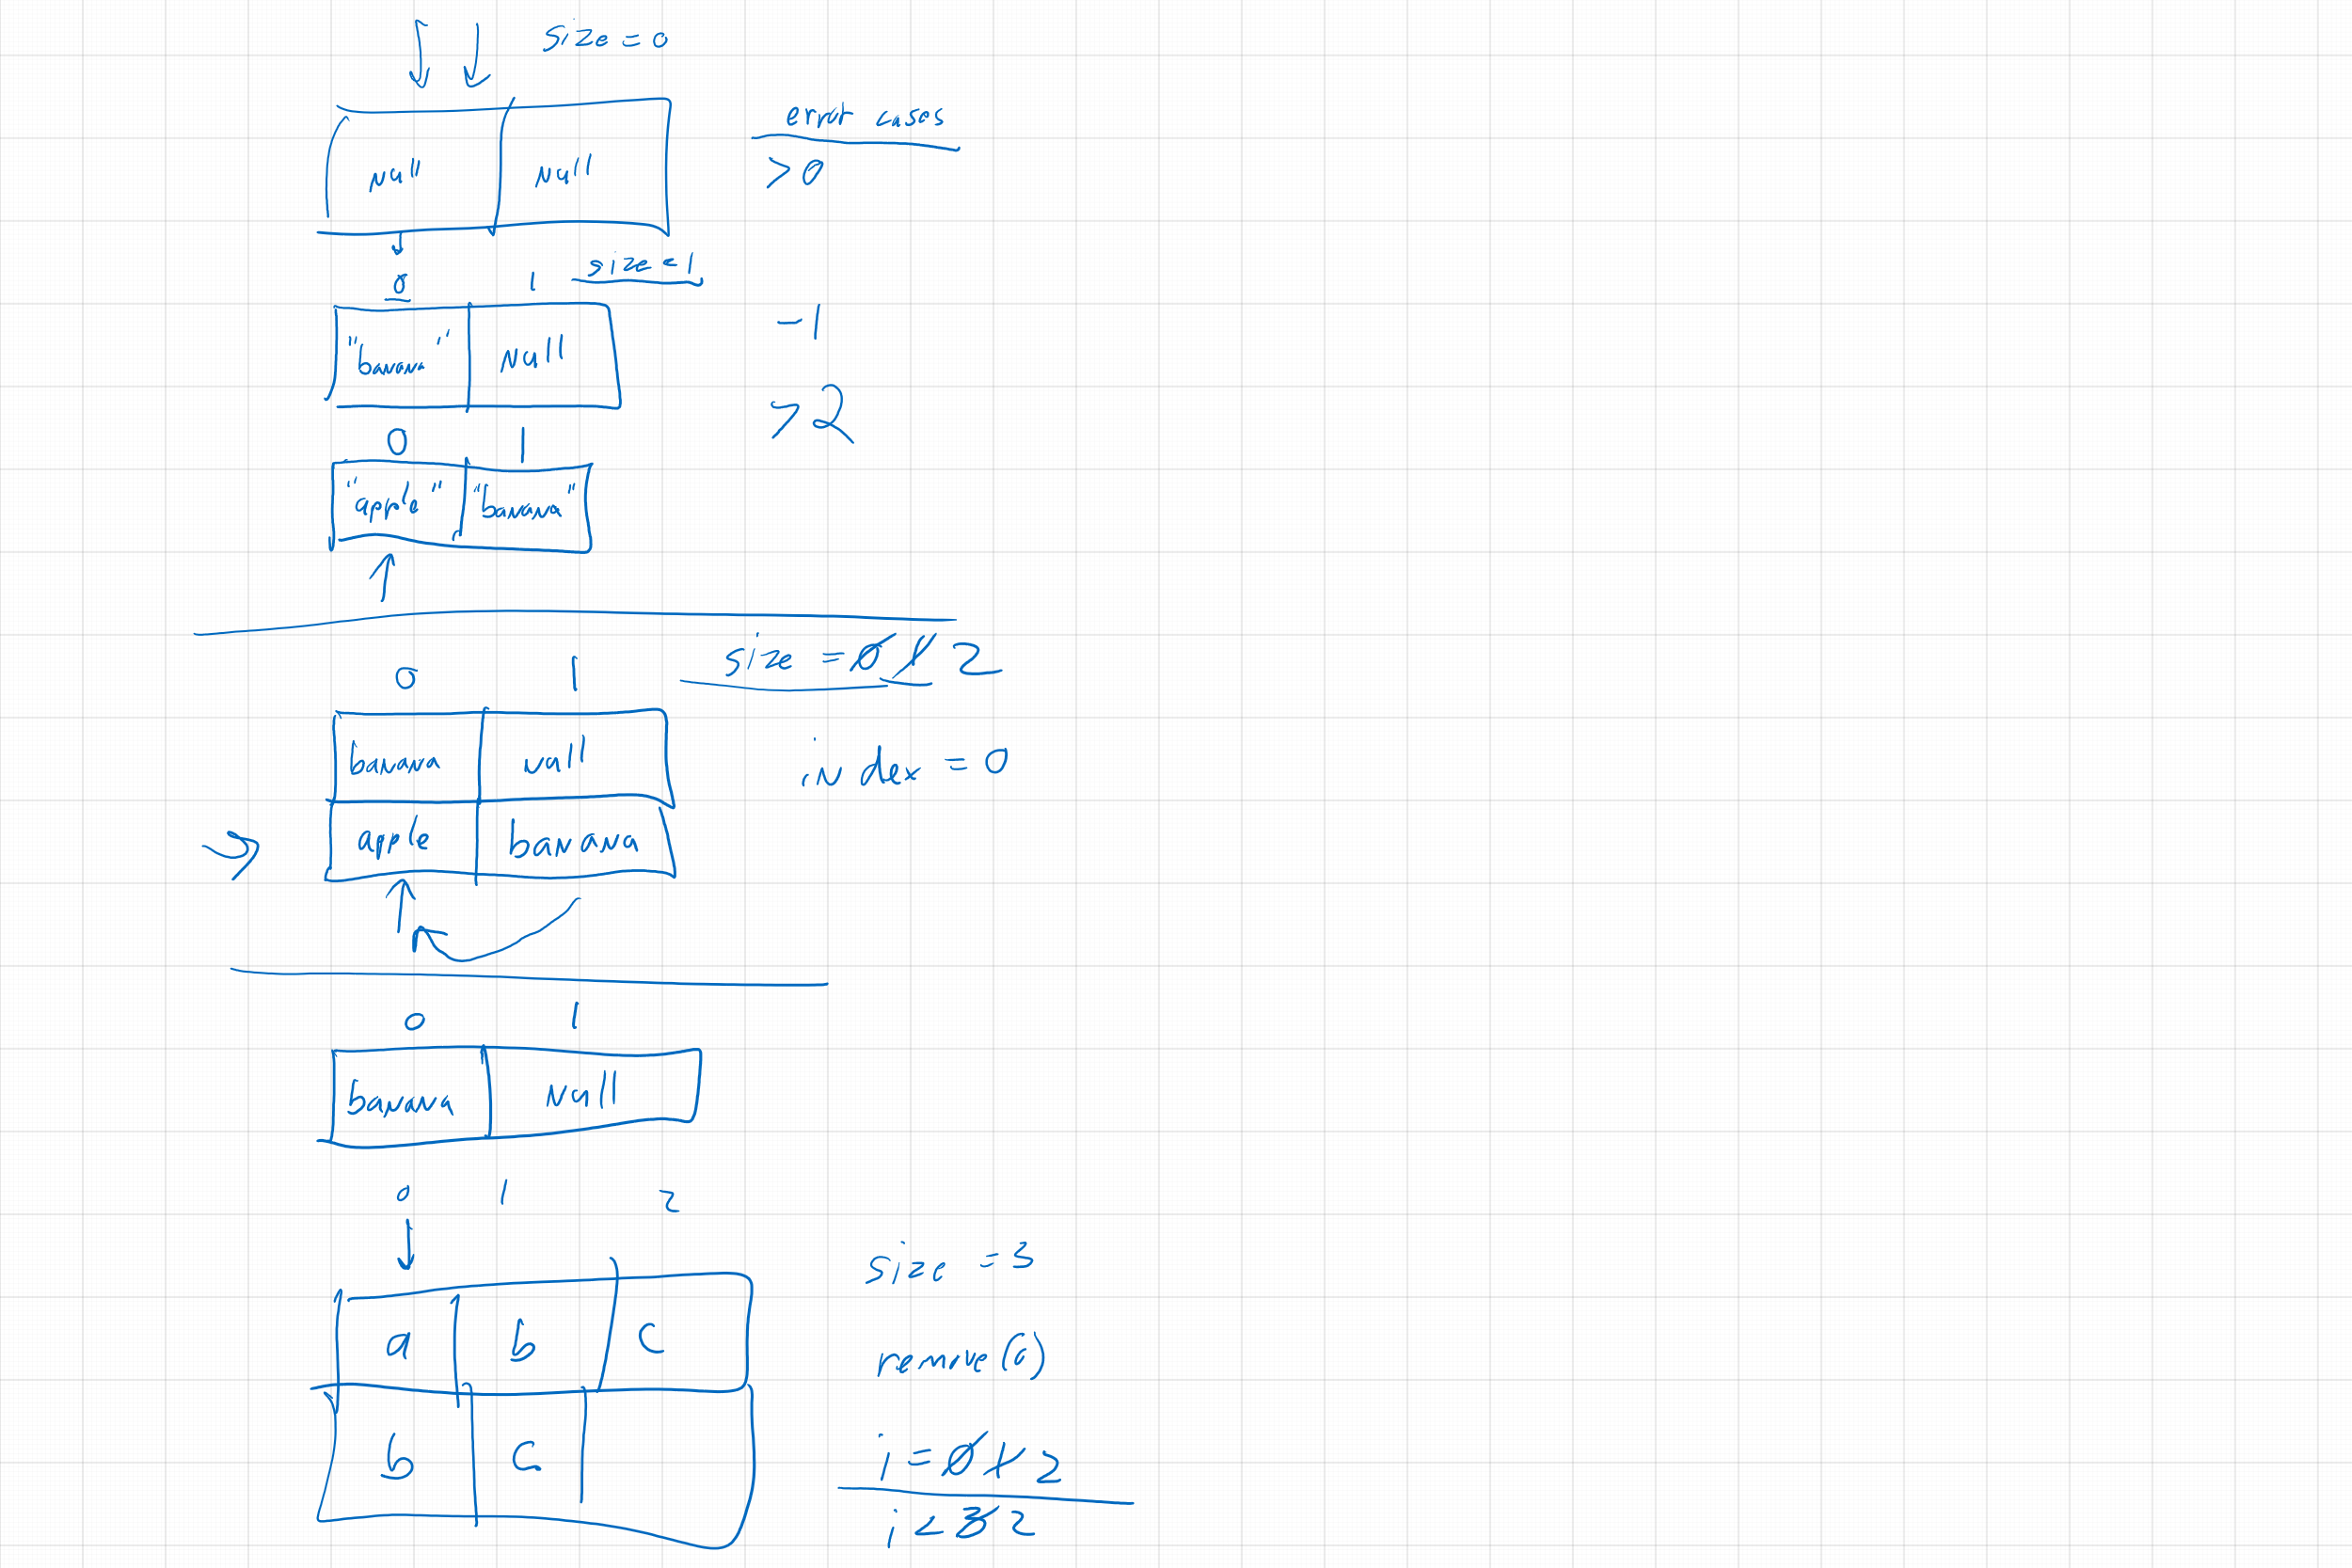 size = 0
null null
error cases
>0
0 1 size = 1
"banana" null
-1
>2
0 1
"apple" "banana"
size = 0 1 2
0 1
banana null
index = 0
apple banana
0 1
banana null
0 1 2
size = 3
a b c
remove(0)
b c
i = 0 1 2
i < 3 2